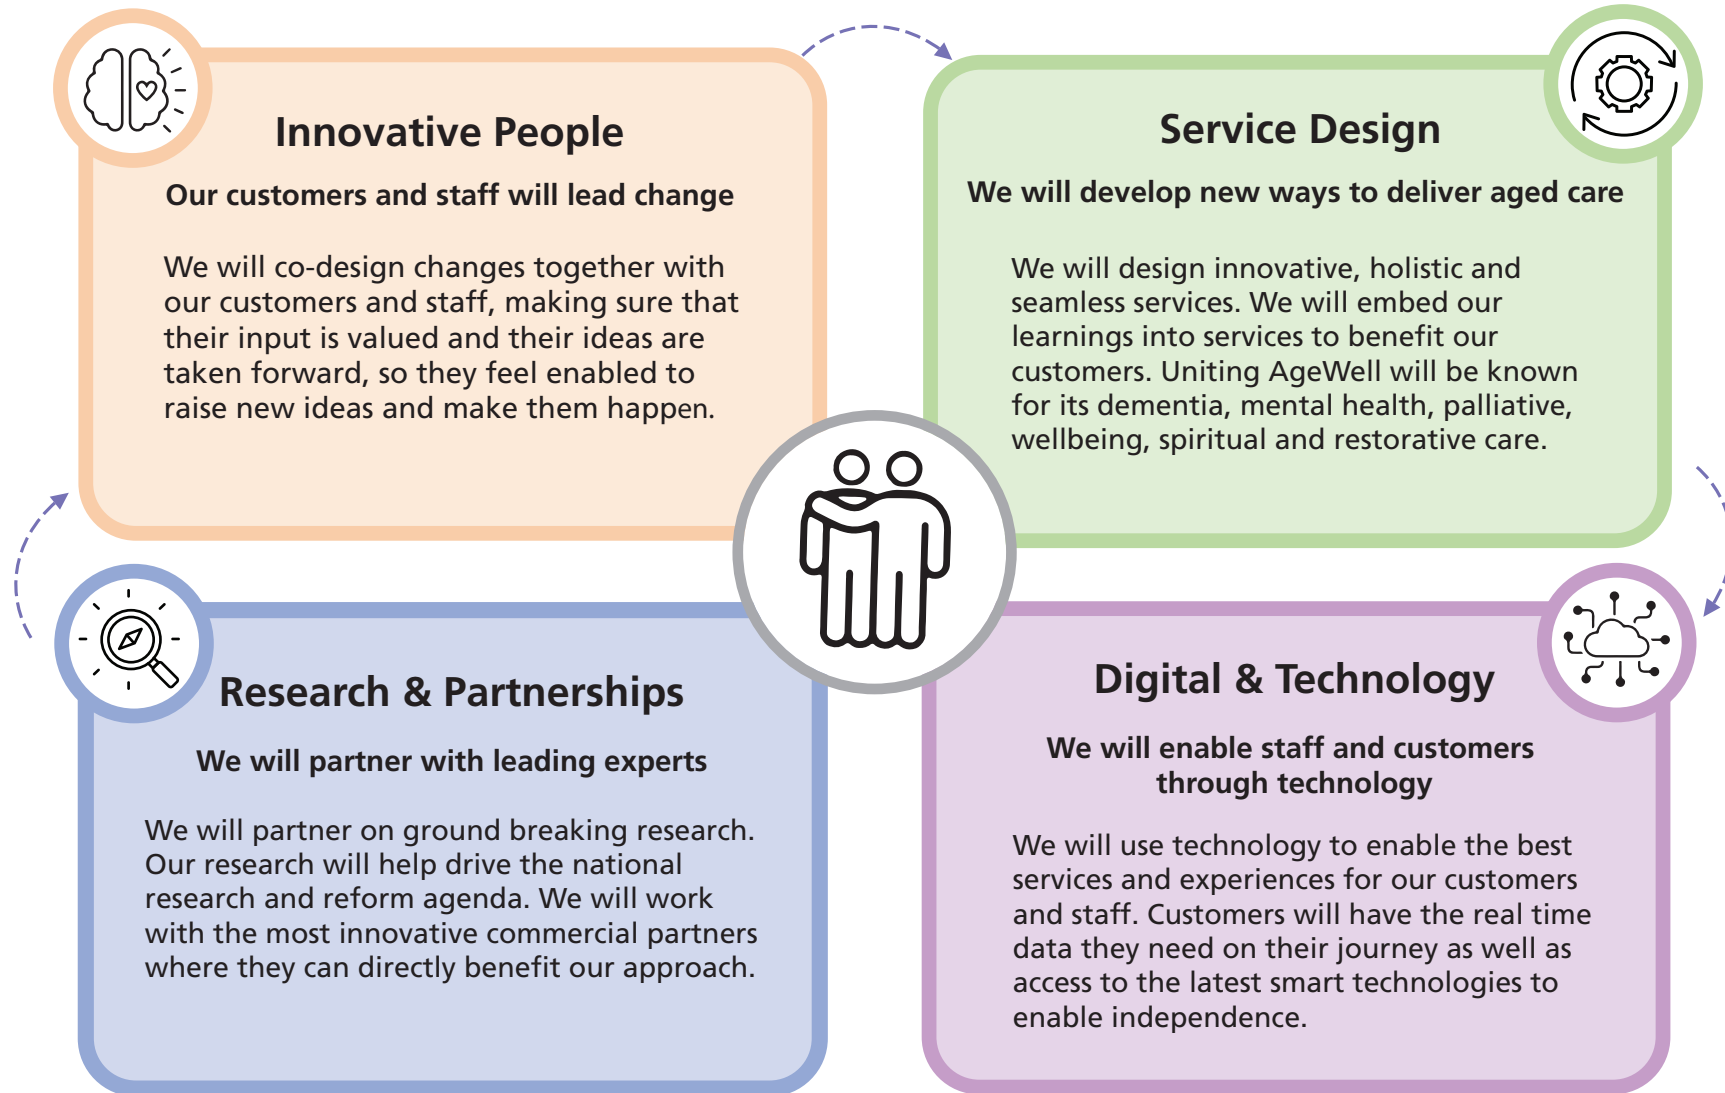 Innovative People
Our customers and staff will lead change
We will co-design changes together with
our customers and staff, making sure that
their input is valued and their ideas are
taken forward, so they feel enabled to
raise new ideas and make them happen.
Service Design
We will develop new ways to deliver aged care
We will design innovative, holistic and
seamless services. We will embed our
learnings into services to benefit our
customers. Uniting AgeWell will be known
for its dementia, mental health, palliative,
wellbeing, spiritual and restorative care.
Research & Partnerships
We will partner with leading experts
We will partner on ground breaking research.
Our research will help drive the national
research and reform agenda. We will work
with the most innovative commercial partners
where they can directly benefit our approach.
Digital & Technology
We will enable staff and customers
through technology
We will use technology to enable the best
services and experiences for our customers
and staff. Customers will have the real time
data they need on their journey as well as
access to the latest smart technologies to
enable independence.